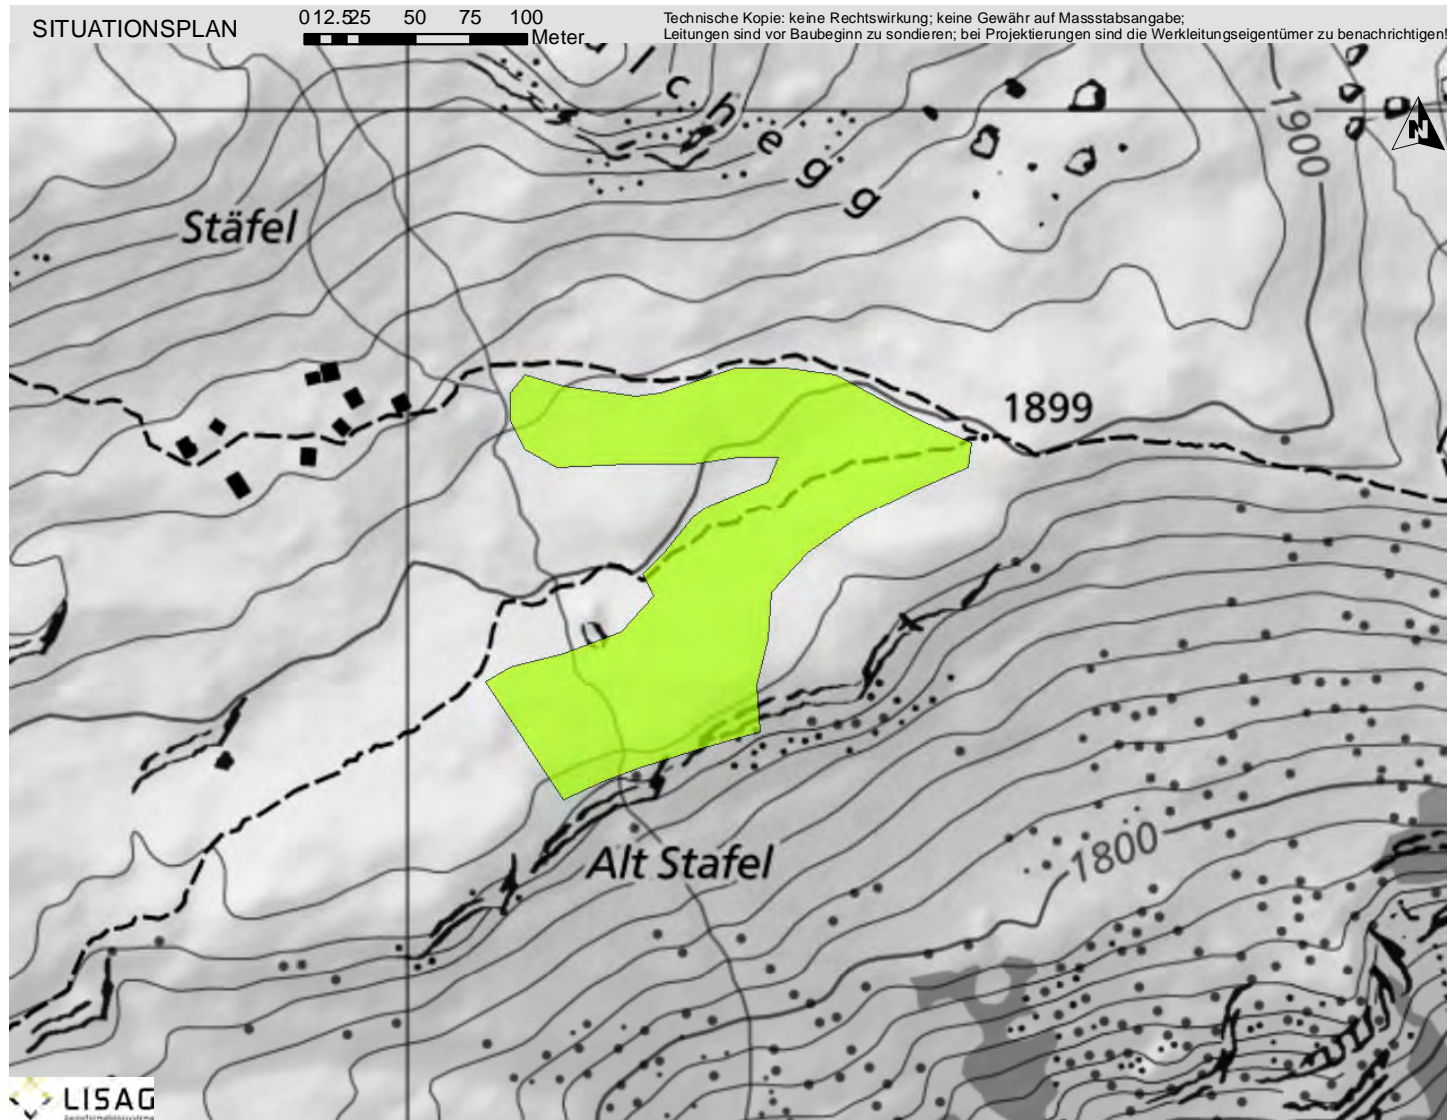 SITUATIONSPLAN
0 12.5 25 50 75 100
Meter
Technische Kopie: keine Rechtswirkung; keine Gewähr auf Massstabsangabe;
Leitungen sind vor Baubeginn zu sondieren; bei Projektierungen sind die Werkleitungseigentümer zu benachrichtigen!
lchegg
N
1900
Stäfel
1899
1800
Alt Stafel
LISAG